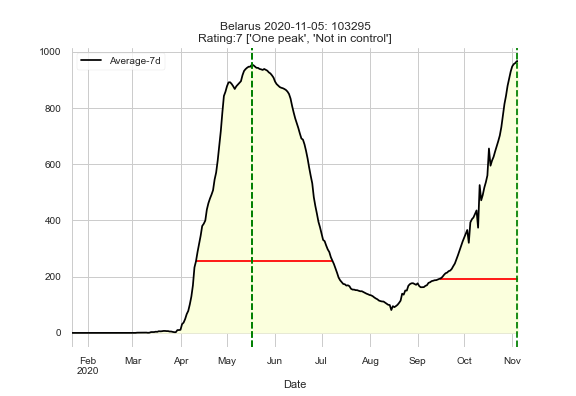 Belarus 2020-11-05: 103295
Rating:7 ['One peak', 'Not in control']
Average-7d
1000
800
600
400
200
0
Feb Mar Apr May Jun Jul Aug Sep Oct Nov
2020
Date